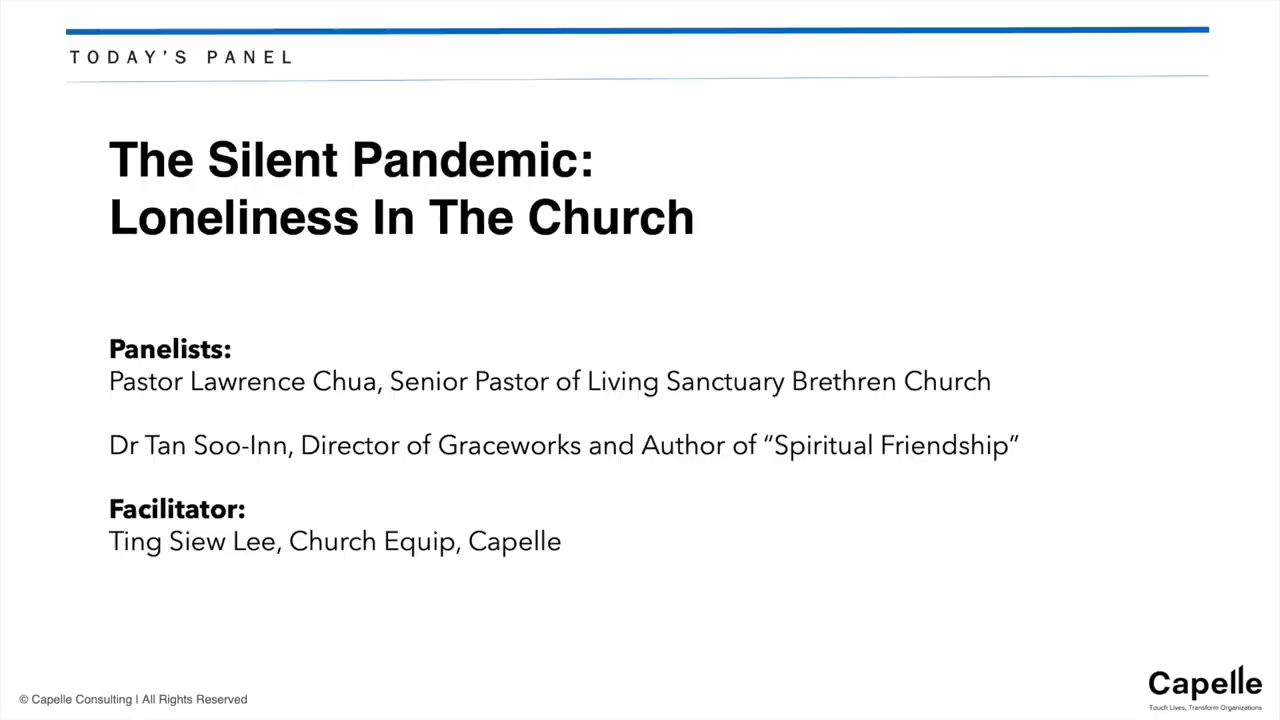 TODAY'S PANEL
The Silent Pandemic:
Loneliness In The Church
Panelists:
Pastor Lawrence Chua, Senior Pastor of Living Sanctuary Brethren Church
Dr Tan Soo-Inn, Director of Graceworks and Author of “Spiritual Friendship”
Facilitator:
Ting Siew Lee, Church Equip, Capelle
© Capelle Consulting | All Rights Reserved
Capelle
Touch Lives, Transform Organizations